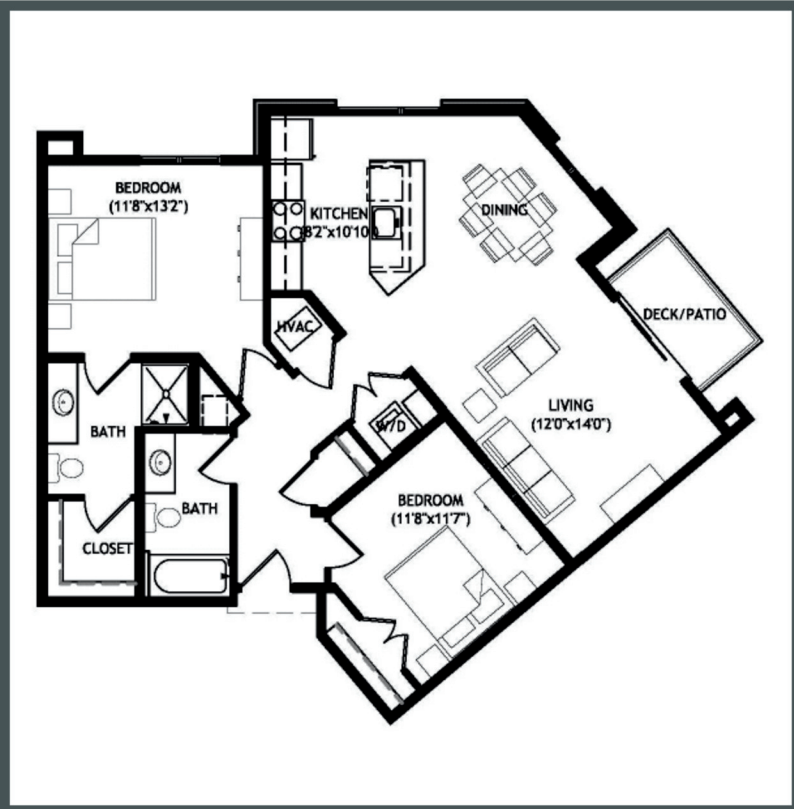 BEDROOM
(11'8"x13'2")
KITCHEN
(8'2"x10'10
DINING
HVAC
DECK/PATIO
LIVING
(12'0"x14'0")
W/D
BATH
BATH
CLOSET
BEDROOM
(11'8"x11'7")